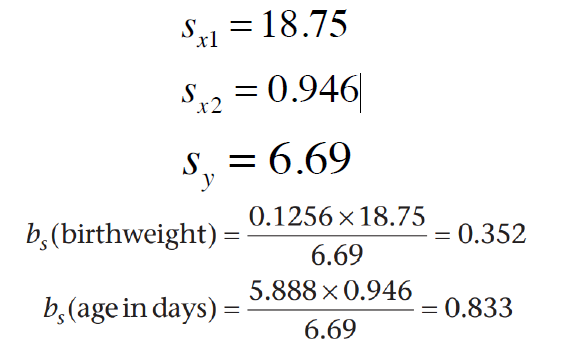 s_x1 = 18.75
s_x2 = 0.946
s_y = 6.69
b_s(birthweight) = 0.1256 × 18.75 / 6.69 = 0.352
b_s(age in days) = 5.888 × 0.946 / 6.69 = 0.833